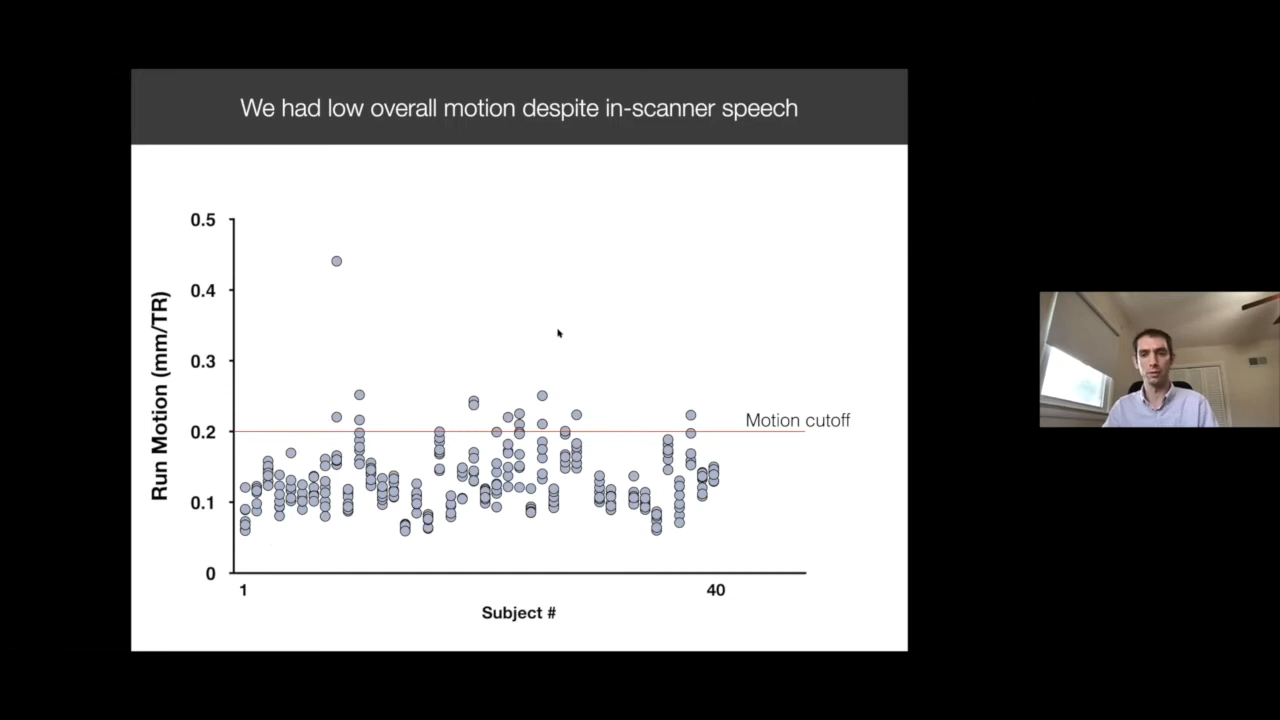 We had low overall motion despite in-scanner speech
0.5
0.4
0.3
0.2
0.1
0
Run Motion (mm/TR)
Motion cutoff
1
40
Subject #